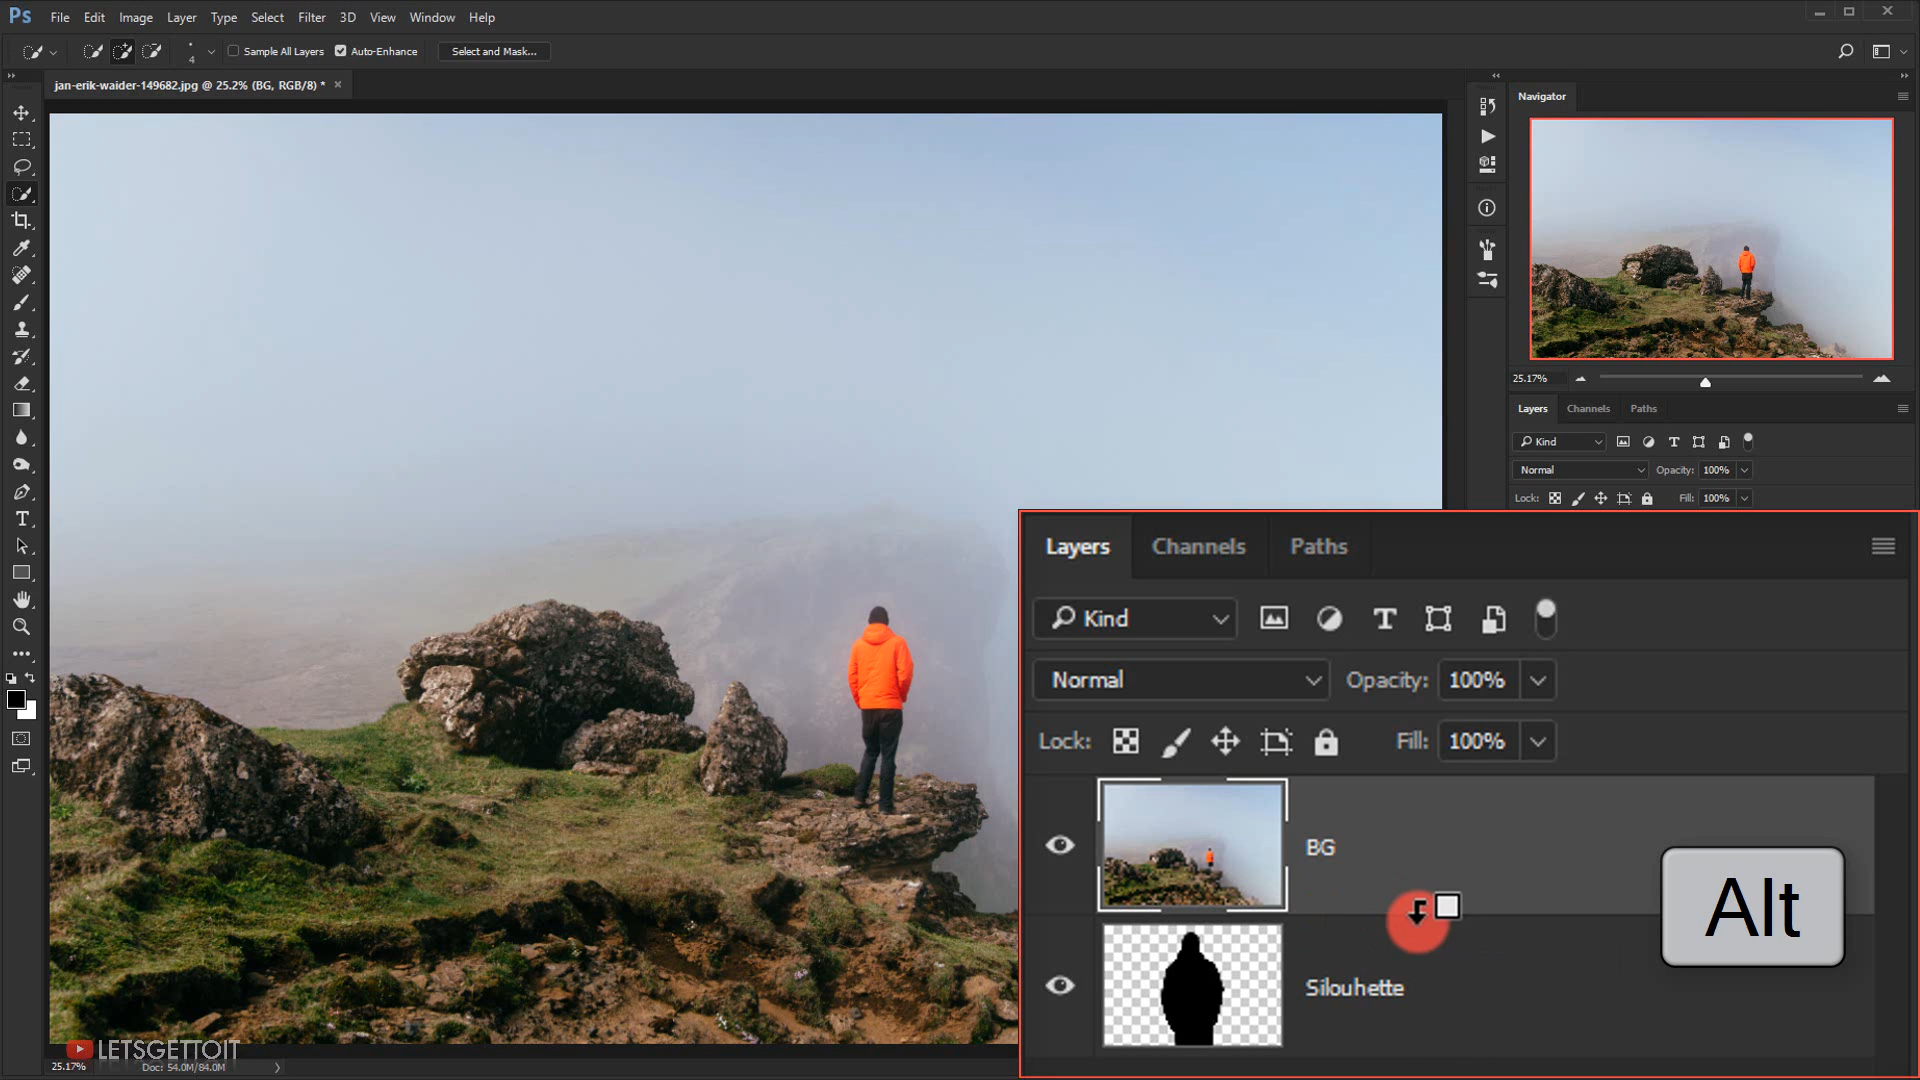 Ps File Edit Image Layer Type Select Filter 3D View Window Help
4 Sample All Layers Auto-Enhance Select and Mask...
jan-erik-waider-149682.jpg @ 25.2% (BG, RGB/8) * ×
Navigator
25.17%
Layers Channels Paths
Kind
Normal Opacity: 100%
Lock: Fill: 100%
Layers Channels Paths
Kind
Normal Opacity: 100%
Lock: Fill: 100%
BG
Alt
Silouhette
LETSGETTOIT
25.17% Doc: 54.0M/84.0M